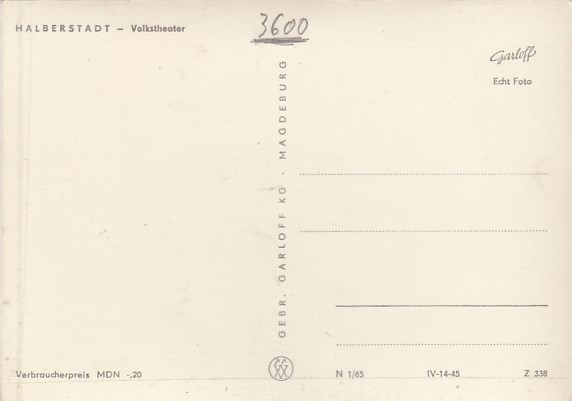 HALBERSTADT – Volkstheater
3600
Garloff
Echt Foto
GEBR. GARLOFF KG · MAGDEBURG
Verbraucherpreis MDN -,20
N 1/65 IV-14-45 Z 338